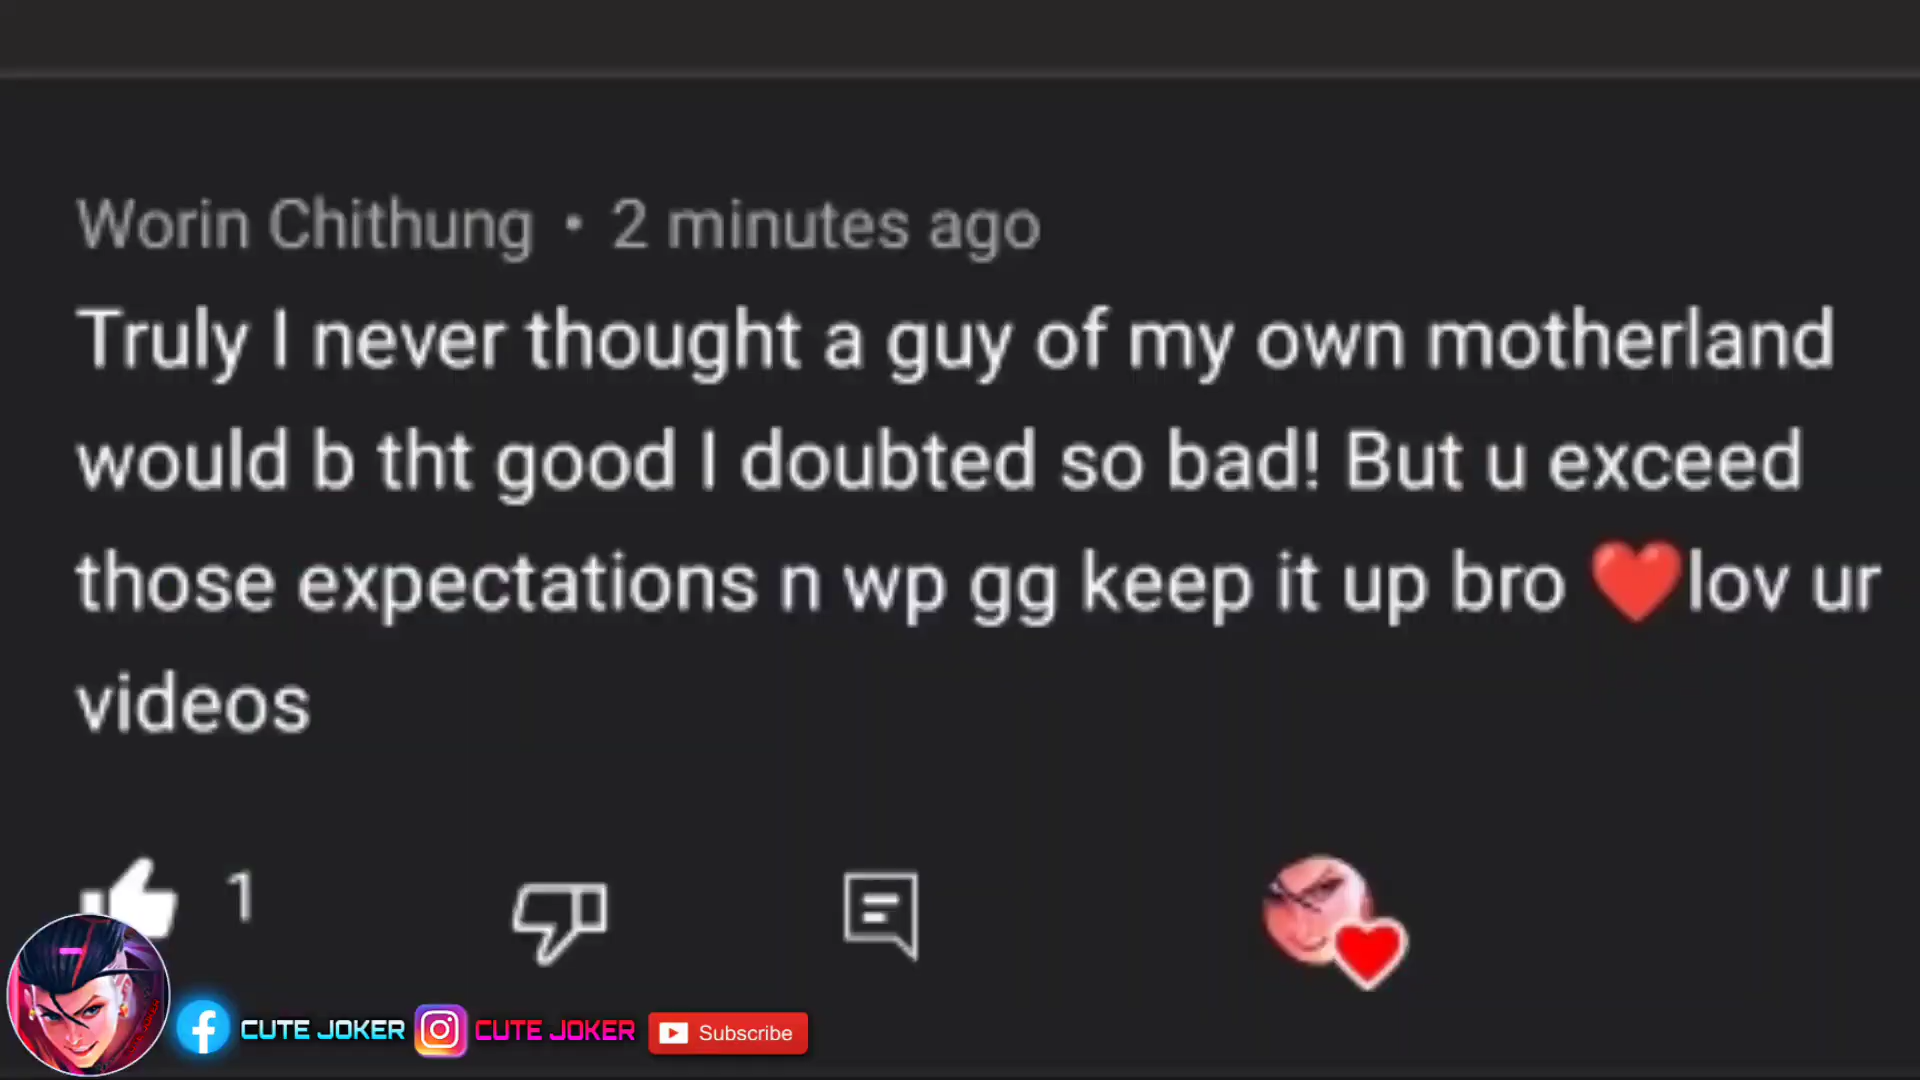 Worin Chithung • 2 minutes ago
Truly I never thought a guy of my own motherland
would b tht good I doubted so bad! But u exceed
those expectations n wp gg keep it up bro ❤️lov ur
videos
1
CUTE JOKER CUTE JOKER Subscribe